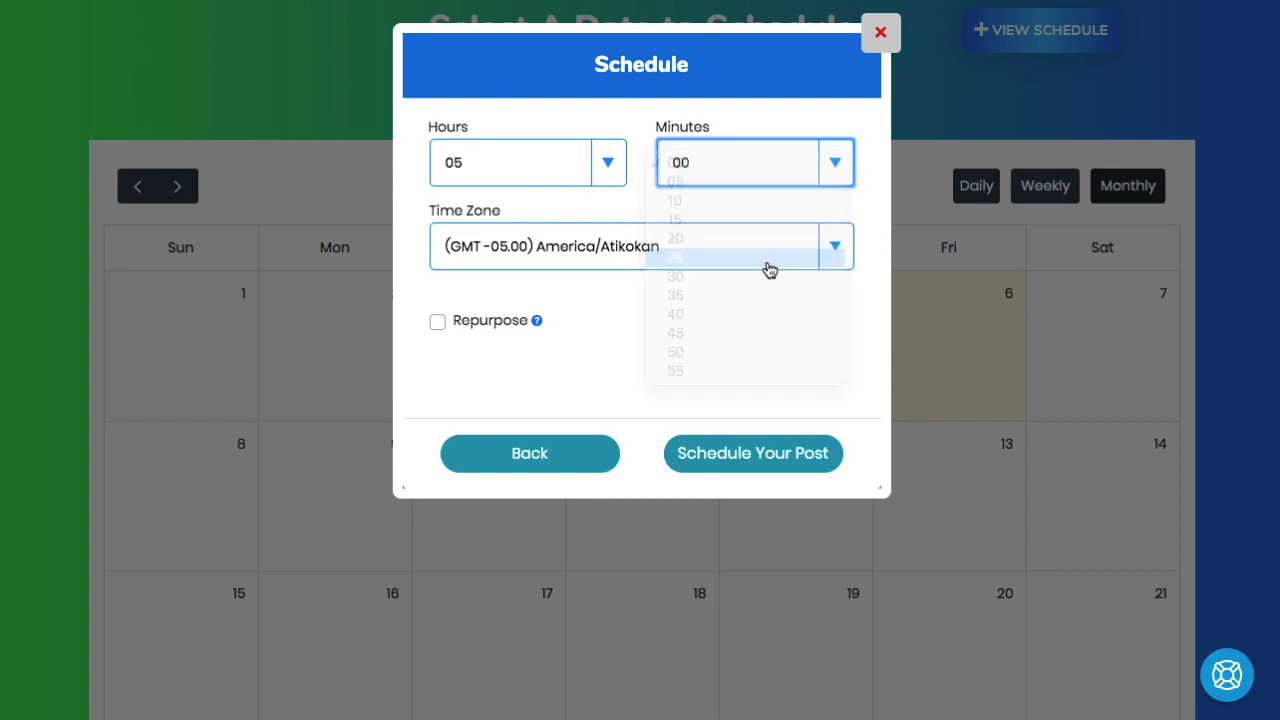 Select A Date to Schedule
+ VIEW SCHEDULE
×
Schedule
Hours
Minutes
05
00
05
10
15
20
25
30
35
40
45
50
55
Time Zone
(GMT -05.00) America/Atikokan
Repurpose ?
Back
Schedule Your Post
Daily
Weekly
Monthly
Sun
Mon
Fri
Sat
1
6
7
8
13
14
15
16
17
18
19
20
21